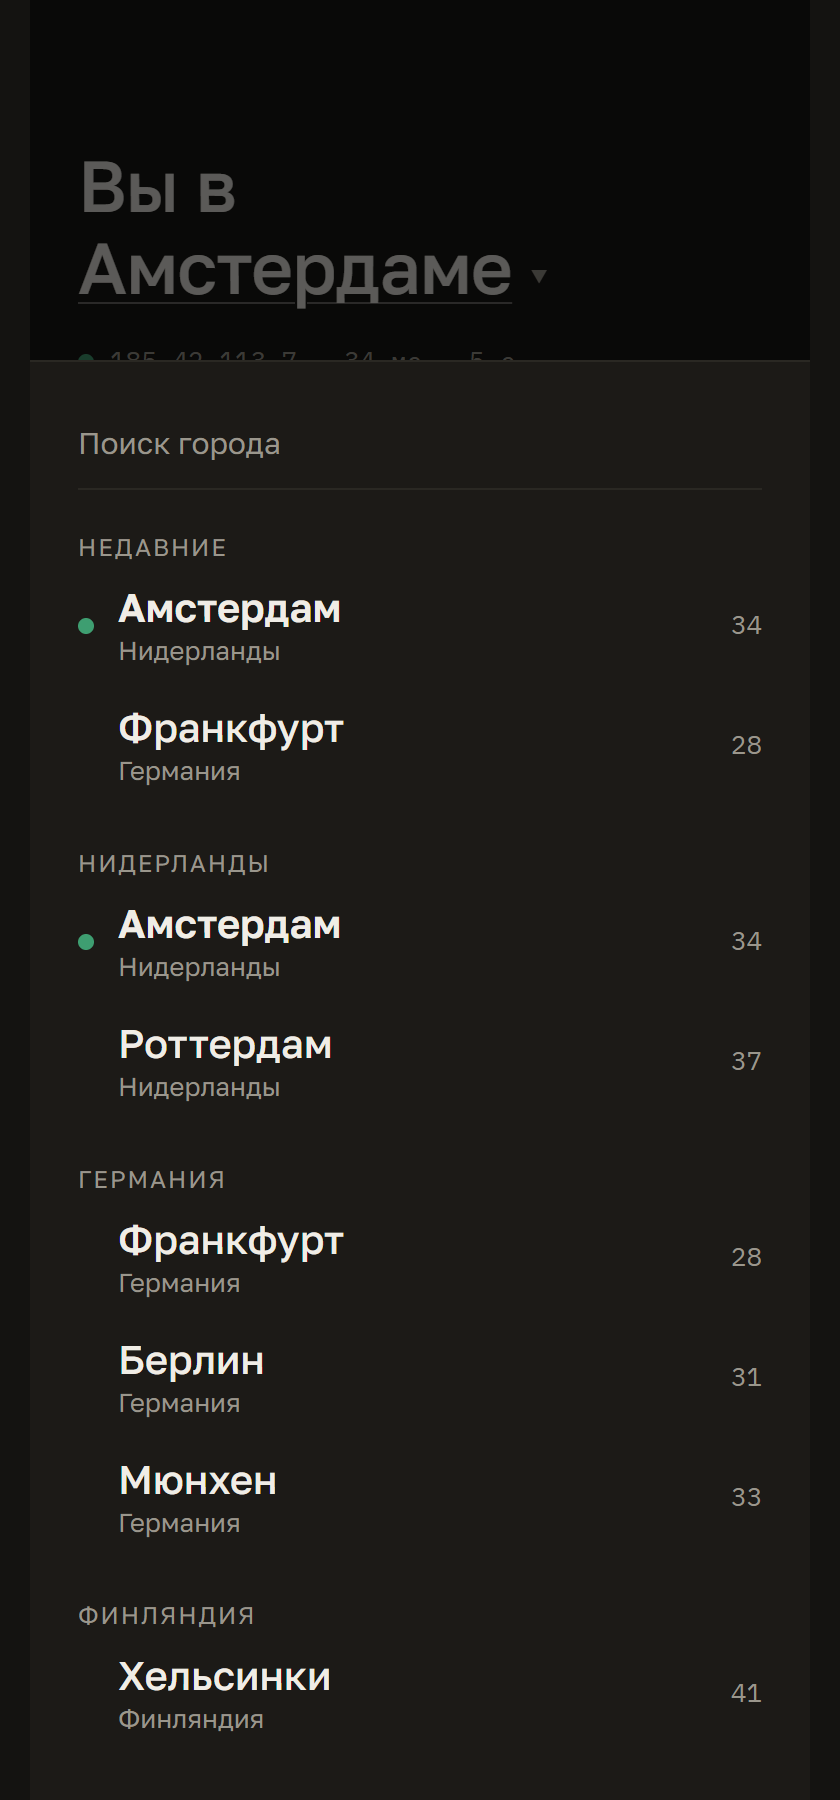 Вы в
Амстердаме
Поиск города
НЕДАВНИЕ
Амстердам
34
Нидерланды
Франкфурт
28
Германия
НИДЕРЛАНДЫ
Амстердам
34
Нидерланды
Роттердам
37
Нидерланды
ГЕРМАНИЯ
Франкфурт
28
Германия
Берлин
31
Германия
Мюнхен
33
Германия
ФИНЛЯНДИЯ
Хельсинки
41
Финляндия